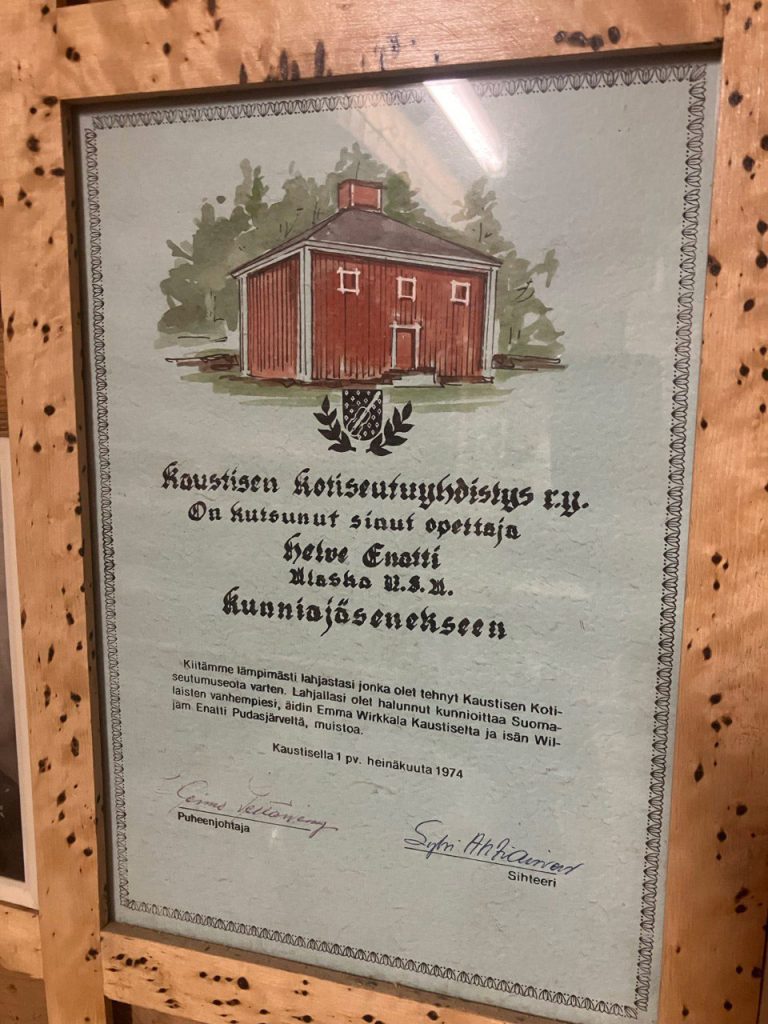 Kaustisen Kotiseutuyhdistys r.y.
On kutsunut sinut opettaja
Helve Enatti
Alaska U.S.A.
Kunniajäsenekseen
Kiitämme lämpimästi lahjastasi jonka olet tehnyt Kaustisen Koti-
seutumuseota varten. Lahjallasi olet halunnut kunnioittaa Suoma-
laisten vanhempiesi, äidin Emma Wirkkala Kaustiselta ja isän Wil-
jam Enatti Pudasjärveltä, muistoa.
Kaustisella 1 pv. heinäkuuta 1974
Puheenjohtaja
Sihteeri